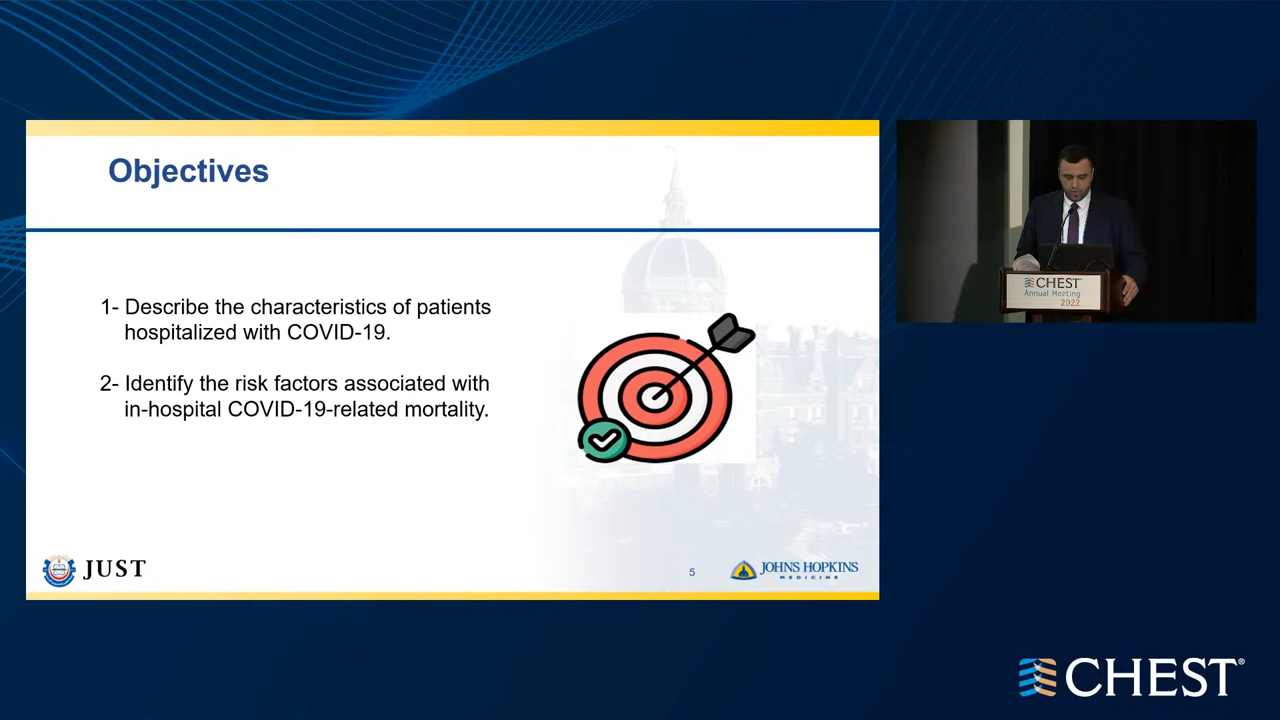 Objectives
1- Describe the characteristics of patients
hospitalized with COVID-19.
2- Identify the risk factors associated with
in-hospital COVID-19-related mortality.
JUST
5
JOHNS HOPKINS
MEDICINE
CHEST
Annual Meeting
2022
CHEST®